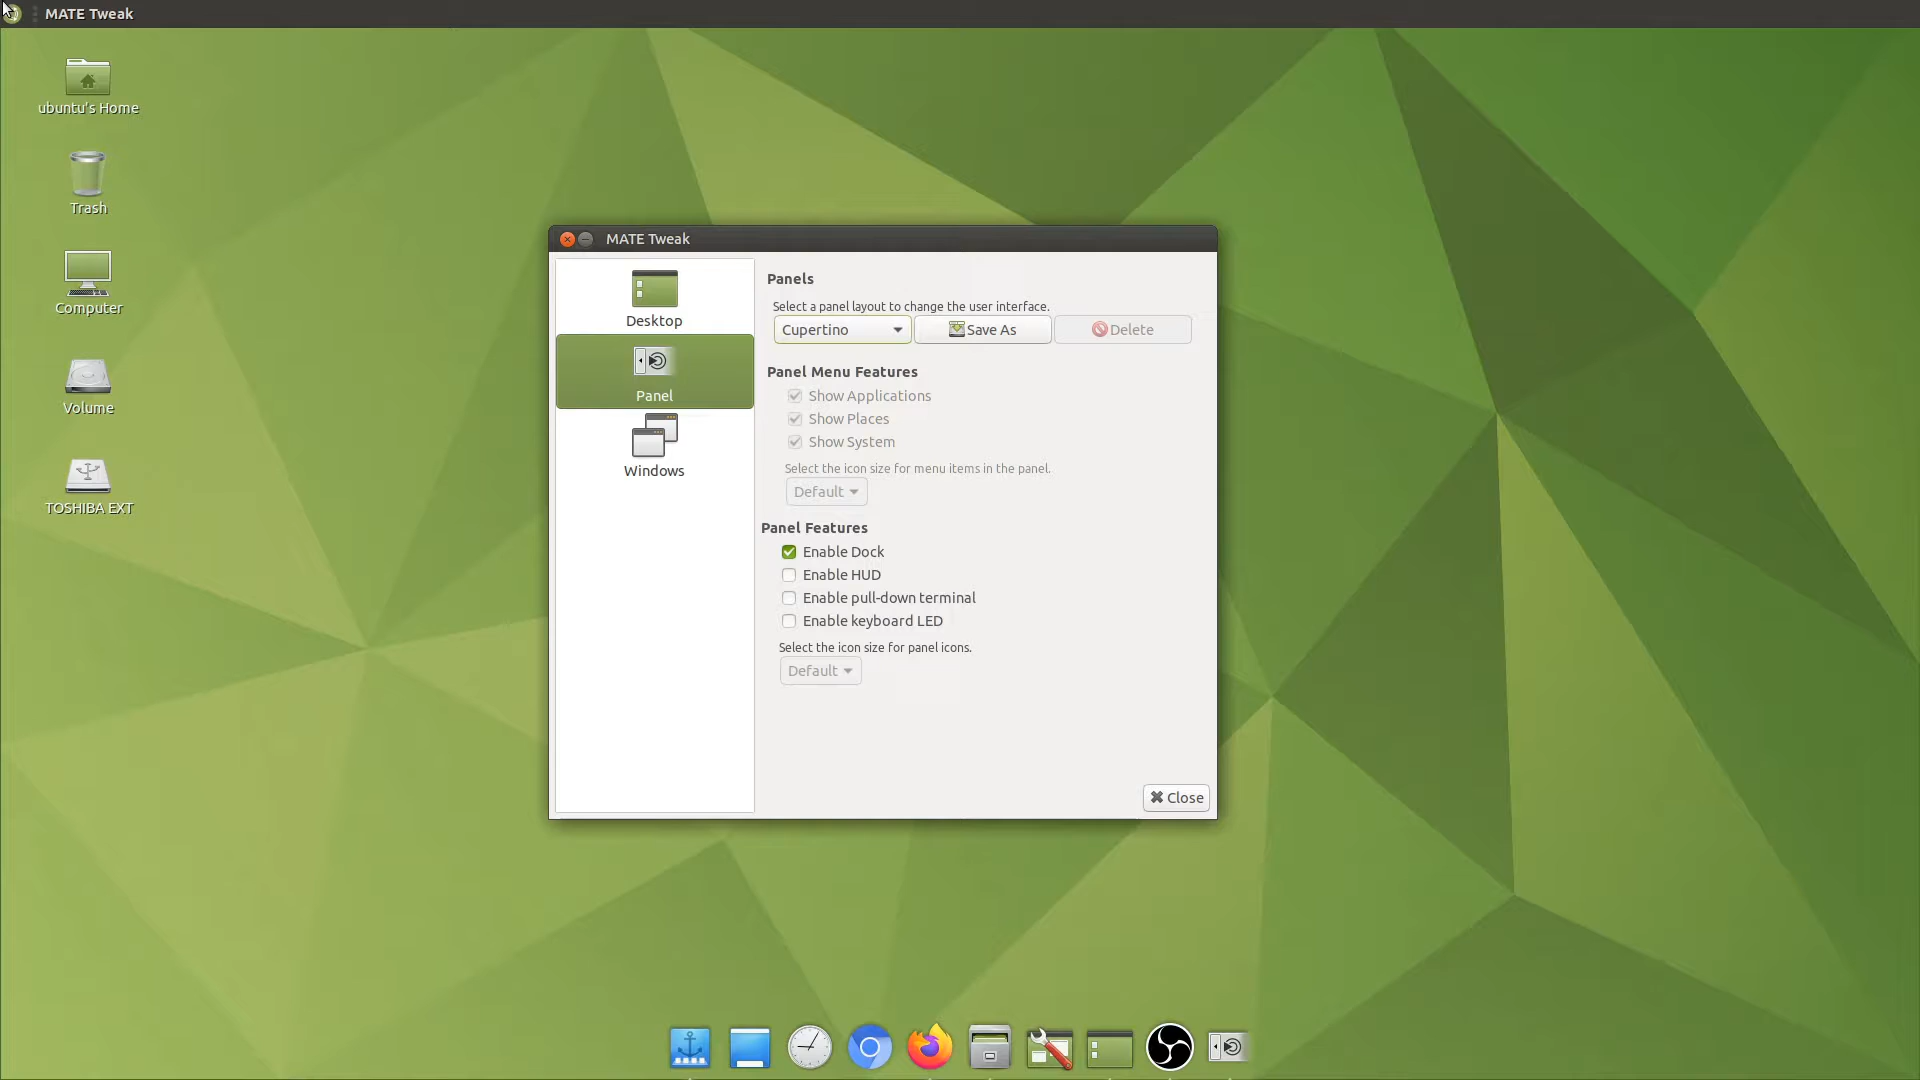 MATE Tweak
ubuntu's Home
Trash
Computer
Volume
TOSHIBA EXT
MATE Tweak
Desktop
Panel
Windows
Panels
Select a panel layout to change the user interface.
Cupertino
Save As
Delete
Panel Menu Features
Show Applications
Show Places
Show System
Select the icon size for menu items in the panel.
Default
Panel Features
Enable Dock
Enable HUD
Enable pull-down terminal
Enable keyboard LED
Select the icon size for panel icons.
Default
Close